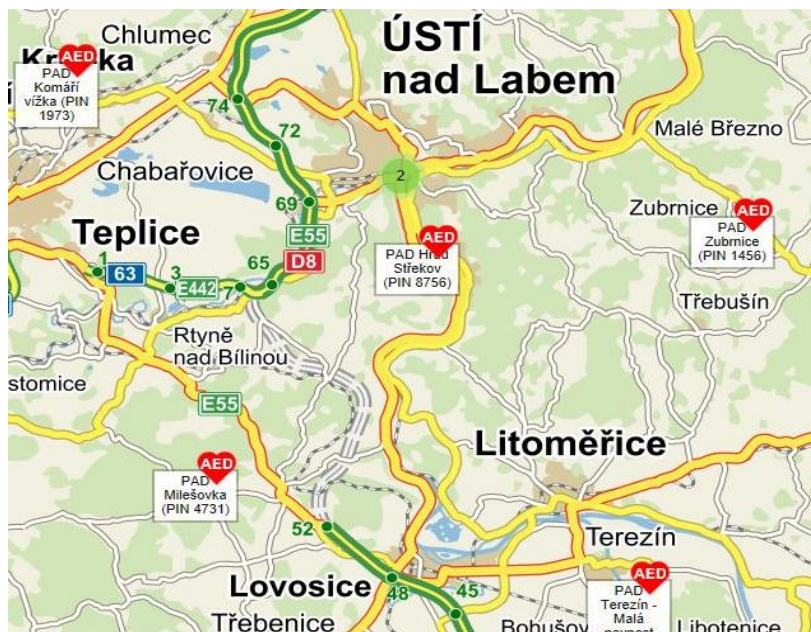 Chlumec
ÚSTÍ
nad Labem
AED
PAD
Komáří
vížka (PIN
1973)
74
72
Malé Březno
Chabařovice
2
69
Zubrnice
AED
PAD
Zubrnice
(PIN 1456)
Teplice
E55
D8
AED
PAD Hrad
Střekov
(PIN 8756)
1
63
3
E442
7
65
Třebušín
Rtyně
nad Bílinou
stomice
E55
Litoměřice
AED
PAD
Milešovka
(PIN 4731)
52
Terezín
Lovosice
48
45
AED
PAD
Terezín -
Malá
Třebenice
Bohušov
Libotenice